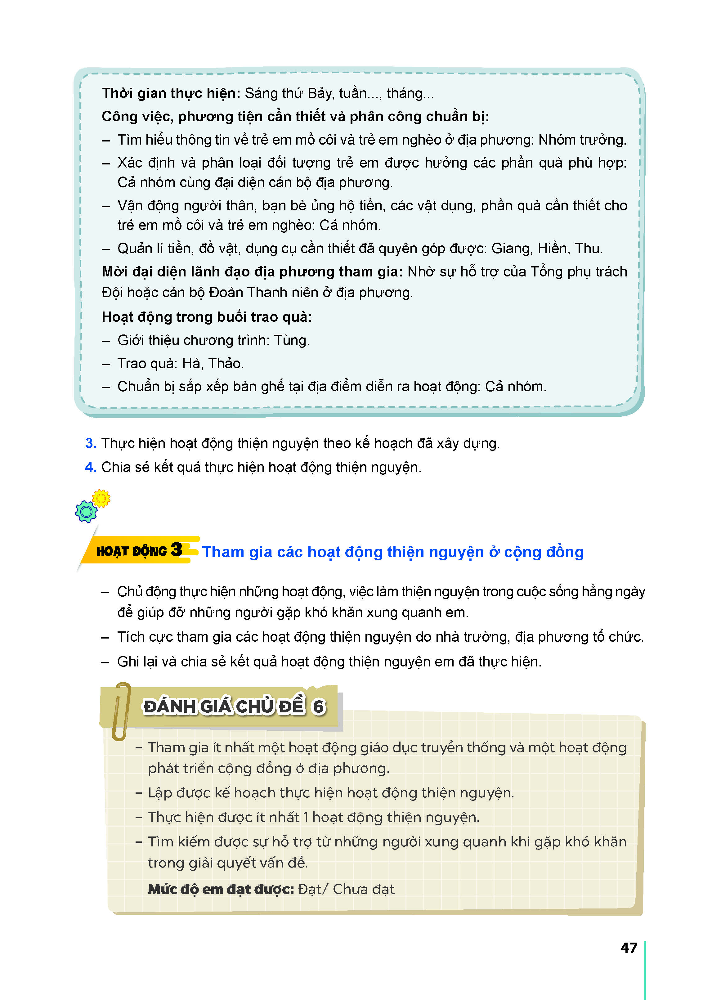 Thời gian thực hiện: Sáng thứ Bảy, tuần..., tháng...
Công việc, phương tiện cần thiết và phân công chuẩn bị:
– Tìm hiểu thông tin về trẻ em mồ côi và trẻ em nghèo ở địa phương: Nhóm trưởng.
– Xác định và phân loại đối tượng trẻ em được hưởng các phần quà phù hợp:
Cả nhóm cùng đại diện cán bộ địa phương.
– Vận động người thân, bạn bè ủng hộ tiền, các vật dụng, phần quà cần thiết cho
trẻ em mồ côi và trẻ em nghèo: Cả nhóm.
– Quản lí tiền, đồ vật, dụng cụ cần thiết đã quyên góp được: Giang, Hiền, Thu.
Mời đại diện lãnh đạo địa phương tham gia: Nhờ sự hỗ trợ của Tổng phụ trách
Đội hoặc cán bộ Đoàn Thanh niên ở địa phương.
Hoạt động trong buổi trao quà:
– Giới thiệu chương trình: Tùng.
– Trao quà: Hà, Thảo.
– Chuẩn bị sắp xếp bàn ghế tại địa điểm diễn ra hoạt động: Cả nhóm.
3. Thực hiện hoạt động thiện nguyện theo kế hoạch đã xây dựng.
4. Chia sẻ kết quả thực hiện hoạt động thiện nguyện.
HOẠT ĐỘNG 3 Tham gia các hoạt động thiện nguyện ở cộng đồng
– Chủ động thực hiện những hoạt động, việc làm thiện nguyện trong cuộc sống hằng ngày
để giúp đỡ những người gặp khó khăn xung quanh em.
– Tích cực tham gia các hoạt động thiện nguyện do nhà trường, địa phương tổ chức.
– Ghi lại và chia sẻ kết quả hoạt động thiện nguyện em đã thực hiện.
ĐÁNH GIÁ CHỦ ĐỀ 6
– Tham gia ít nhất một hoạt động giáo dục truyền thống và một hoạt động
phát triển cộng đồng ở địa phương.
– Lập được kế hoạch thực hiện hoạt động thiện nguyện.
– Thực hiện được ít nhất 1 hoạt động thiện nguyện.
– Tìm kiếm được sự hỗ trợ từ những người xung quanh khi gặp khó khăn
trong giải quyết vấn đề.
Mức độ em đạt được: Đạt/ Chưa đạt
47